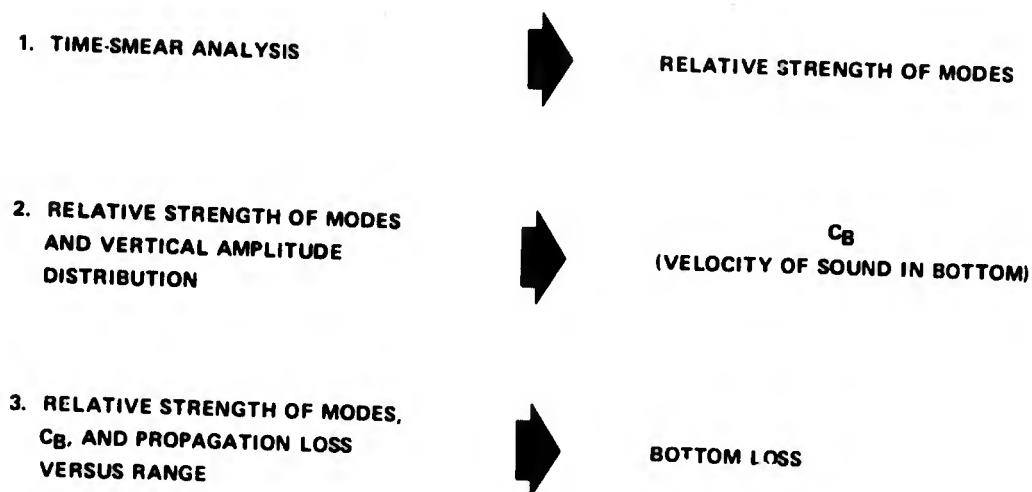 1. TIME-SMEAR ANALYSIS
RELATIVE STRENGTH OF MODES
2. RELATIVE STRENGTH OF MODES
AND VERTICAL AMPLITUDE
DISTRIBUTION
CB
(VELOCITY OF SOUND IN BOTTOM)
3. RELATIVE STRENGTH OF MODES,
CB, AND PROPAGATION LOSS
VERSUS RANGE
BOTTOM LOSS